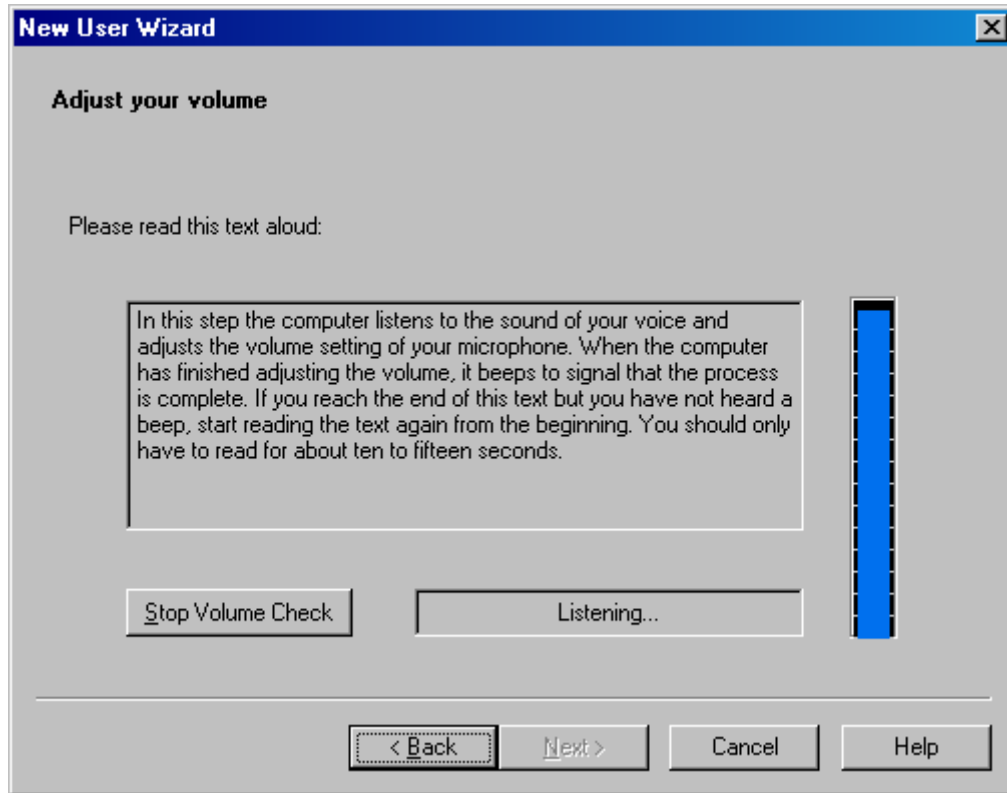 New User Wizard
Adjust your volume
Please read this text aloud:
In this step the computer listens to the sound of your voice and
adjusts the volume setting of your microphone. When the computer
has finished adjusting the volume, it beeps to signal that the process
is complete. If you reach the end of this text but you have not heard a
beep, start reading the text again from the beginning. You should only
have to read for about ten to fifteen seconds.
Stop Volume Check
Listening...
< Back
Next >
Cancel
Help